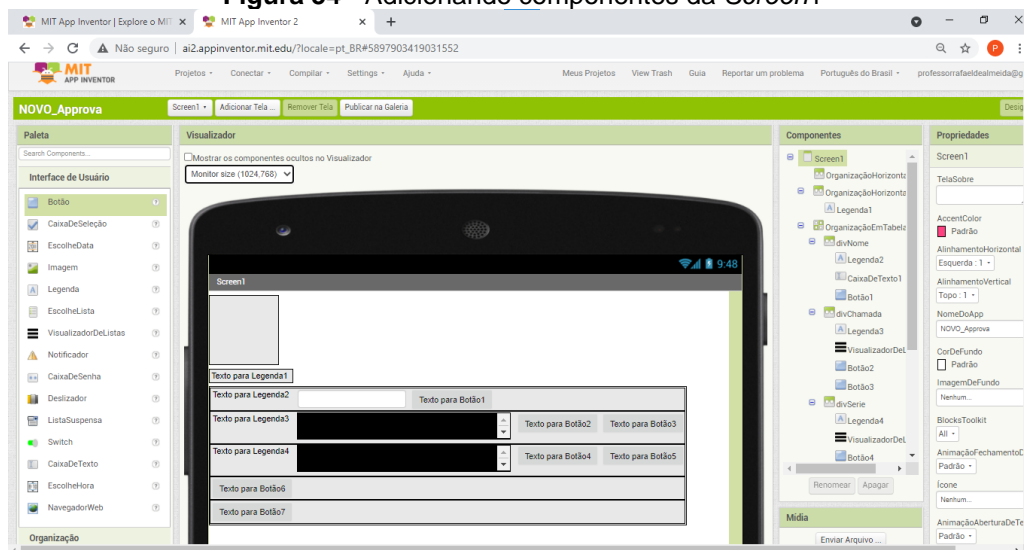 Figura 34 - Adicionando componentes da Screen1
MIT App Inventor | Explore o MIT
MIT App Inventor 2
Não seguro
ai2.appinventor.mit.edu/?locale=pt_BR#5897903419031552
P
MIT
APP INVENTOR
Projetos
Conectar
Compilar
Settings
Ajuda
Meus Projetos
View Trash
Guia
Reportar um problema
Português do Brasil
professorrafaeldealmeida@g
NOVO_Approva
Screen1
Adicionar Tela ...
Remover Tela
Publicar na Galeria
Desig
Paleta
Search Components...
Interface de Usuário
Botão
CaixaDeSeleção
EscolheData
Imagem
Legenda
EscolheLista
VisualizadorDeListas
Notificador
CaixaDeSenha
Deslizador
ListaSuspensa
Switch
CaixaDeTexto
EscolheHora
NavegadorWeb
Organização
Visualizador
Mostrar os componentes ocultos no Visualizador
Monitor size (1024,768)
9:48
Screen1
Texto para Legenda1
Texto para Legenda2
Texto para Botão1
Texto para Legenda3
Texto para Botão2
Texto para Botão3
Texto para Legenda4
Texto para Botão4
Texto para Botão5
Texto para Botão6
Texto para Botão7
Componentes
Screen1
OrganizaçãoHorizonta
OrganizaçãoHorizonta
Legenda1
OrganizaçãoEmTabela
divNome
Legenda2
CaixaDeTexto1
Botão1
divChamada
Legenda3
VisualizadorDeL
Botão2
Botão3
divSerie
Legenda4
VisualizadorDeL
Botão4
Renomear
Apagar
Mídia
Enviar Arquivo ...
Propriedades
Screen1
TelaSobre
AccentColor
Padrão
AlinhamentoHorizontal
Esquerda : 1
AlinhamentoVertical
Topo : 1
NomeDoApp
NOVO_Approva
CorDeFundo
Padrão
ImagemDeFundo
Nenhum...
BlocksToolkit
All
AnimaçãoFechamentoD
Padrão
Ícone
Nenhum...
AnimaçãoAberturaDeTe
Padrão